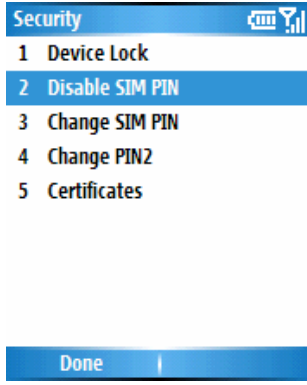 Security
1 Device Lock
2 Disable SIM PIN
3 Change SIM PIN
4 Change PIN2
5 Certificates
Done